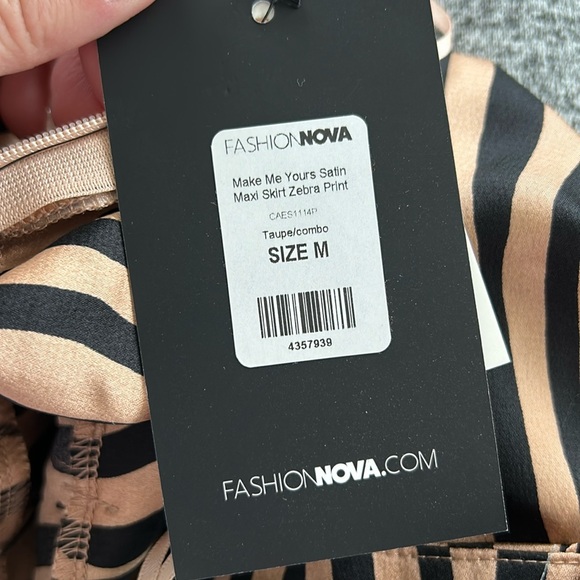 FASHIONNOVA
Make Me Yours Satin
Maxi Skirt Zebra Print
CAES1114P
Taupe/combo
SIZE M
4357939
FASHIONNOVA.COM